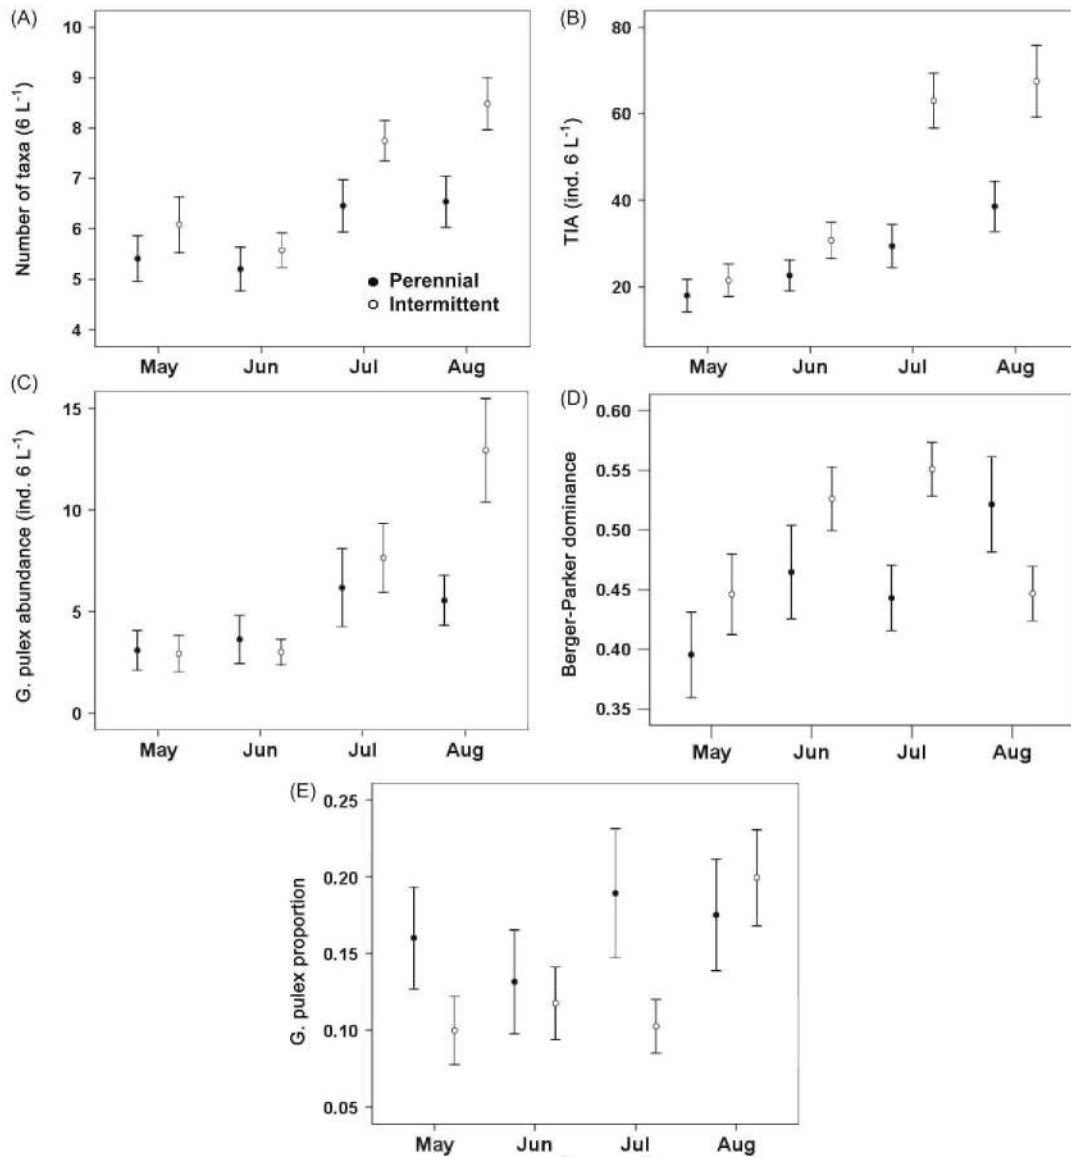 (A)
10
9
8
7
6
5
4
Number of taxa (6 L⁻¹)
Perennial
Intermittent
May Jun Jul Aug
(B)
80
60
40
20
TIA (ind. 6 L⁻¹)
May Jun Jul Aug
(C)
15
10
5
0
G. pulex abundance (ind. 6 L⁻¹)
May Jun Jul Aug
(D)
0.60
0.55
0.50
0.45
0.40
0.35
Berger-Parker dominance
May Jun Jul Aug
(E)
0.25
0.20
0.15
0.10
0.05
G. pulex proportion
May Jun Jul Aug